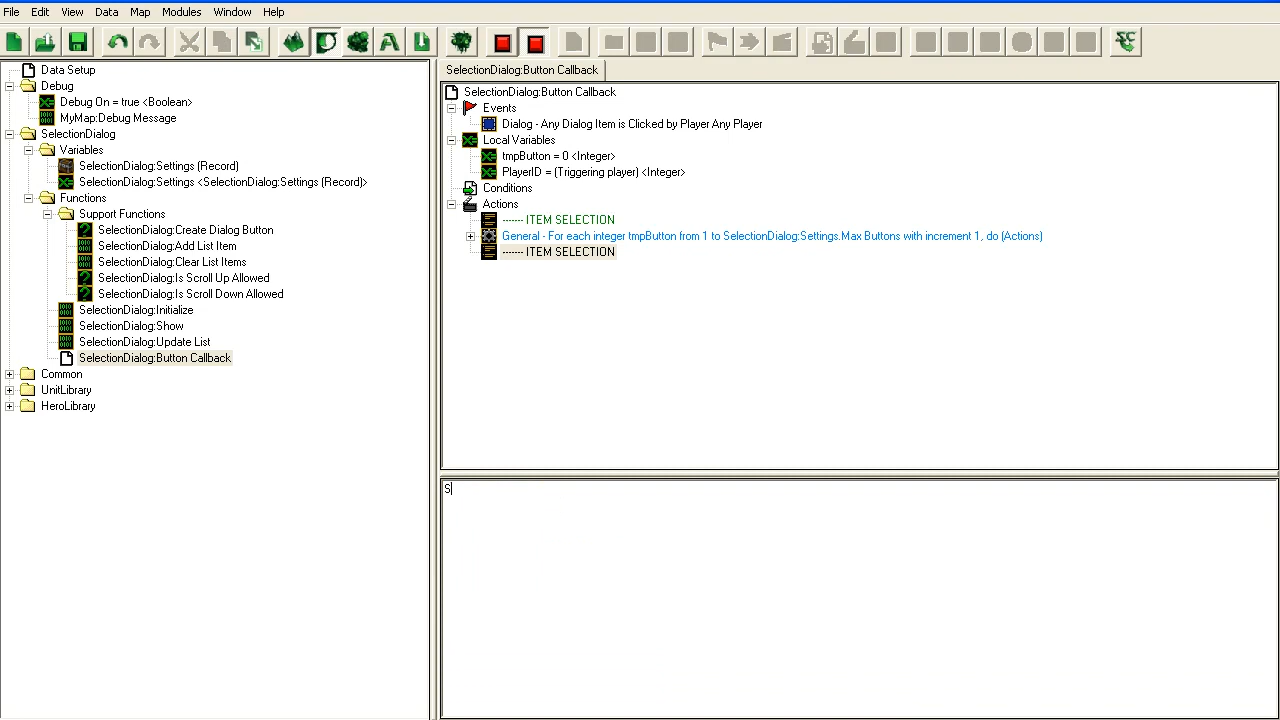 File Edit View Data Map Modules Window Help
SelectionDialog:Button Callback
Data Setup
Debug
Debug On = true <Boolean>
MyMap:Debug Message
SelectionDialog
Variables
SelectionDialog:Settings (Record)
SelectionDialog:Settings <SelectionDialog:Settings (Record)>
Functions
Support Functions
SelectionDialog:Create Dialog Button
SelectionDialog:Add List Item
SelectionDialog:Clear List Items
SelectionDialog:Is Scroll Up Allowed
SelectionDialog:Is Scroll Down Allowed
SelectionDialog:Initialize
SelectionDialog:Show
SelectionDialog:Update List
SelectionDialog:Button Callback
Common
UnitLibrary
HeroLibrary
SelectionDialog:Button Callback
Events
Dialog - Any Dialog Item is Clicked by Player Any Player
Local Variables
tmpButton = 0 <Integer>
PlayerID = (Triggering player) <Integer>
Conditions
Actions
------- ITEM SELECTION
General - For each integer tmpButton from 1 to SelectionDialog:Settings.Max Buttons with increment 1, do (Actions)
------- ITEM SELECTION
S